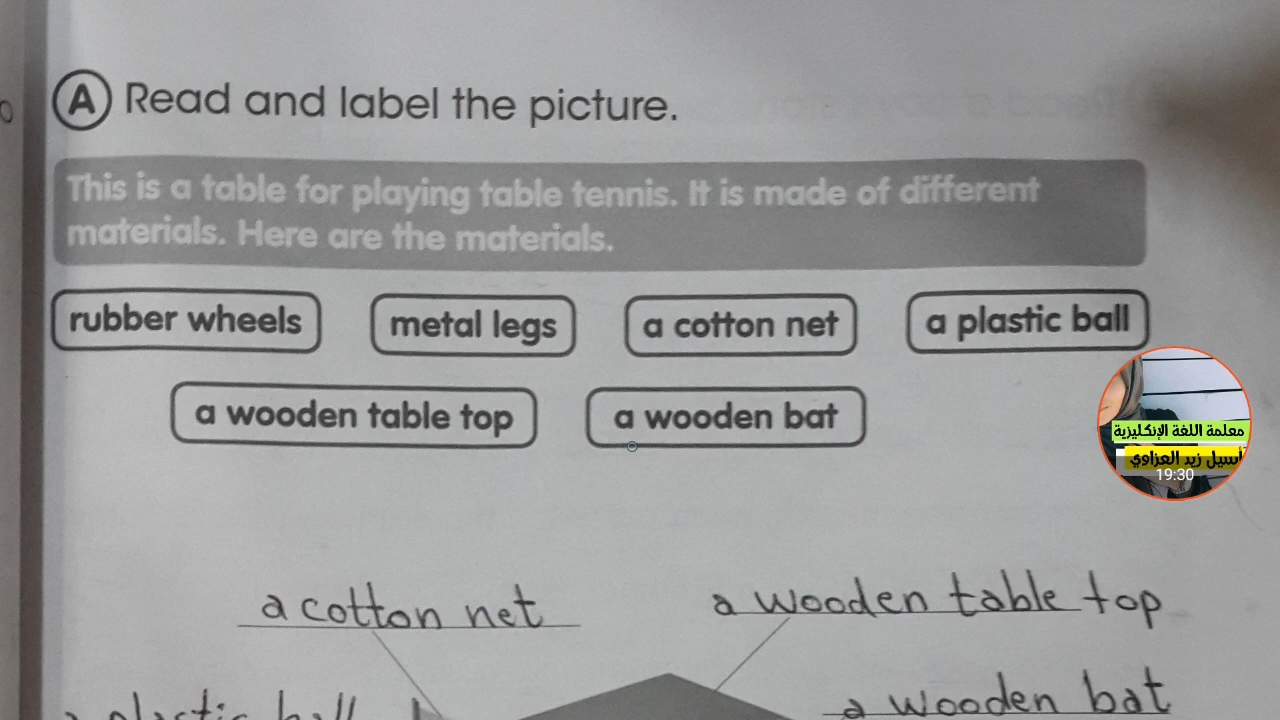 A Read and label the picture.
This is a table for playing table tennis. It is made of different
materials. Here are the materials.
rubber wheels metal legs a cotton net a plastic ball
a wooden table top a wooden bat
معلمة اللغة الإنكليزية
أسيل زيد العزاوي
19:30
a cotton net a wooden table top
a plastic ball a wooden bat